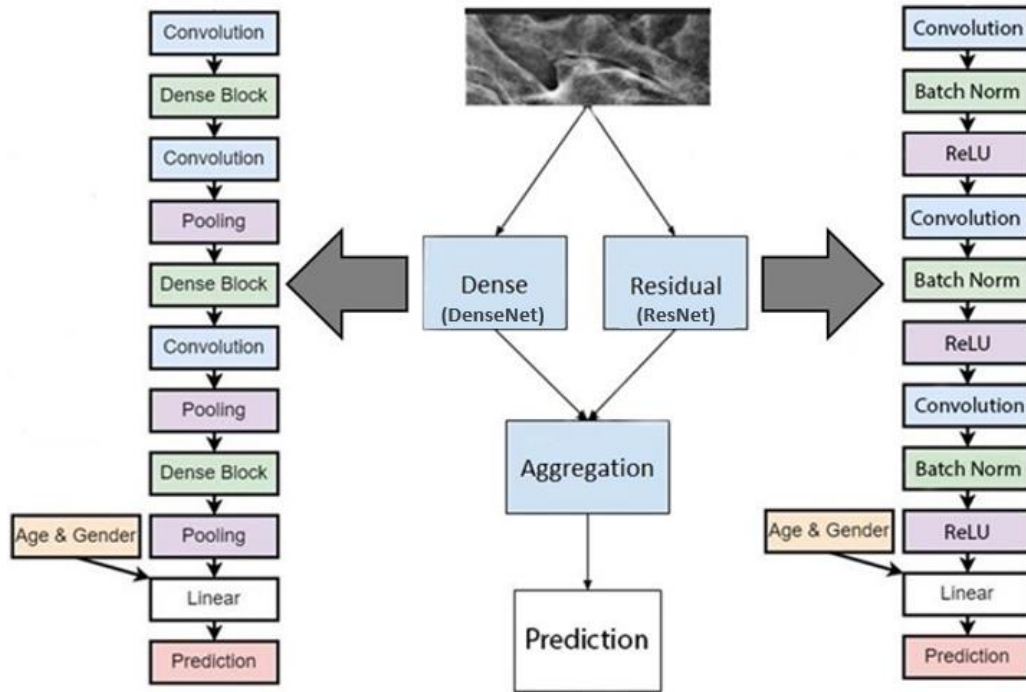 Convolution
Dense Block
Convolution
Pooling
Dense Block
Convolution
Pooling
Dense Block
Age & Gender
Pooling
Linear
Prediction
Dense
(DenseNet)
Residual
(ResNet)
Aggregation
Prediction
Convolution
Batch Norm
ReLU
Convolution
Batch Norm
ReLU
Convolution
Batch Norm
Age & Gender
ReLU
Linear
Prediction